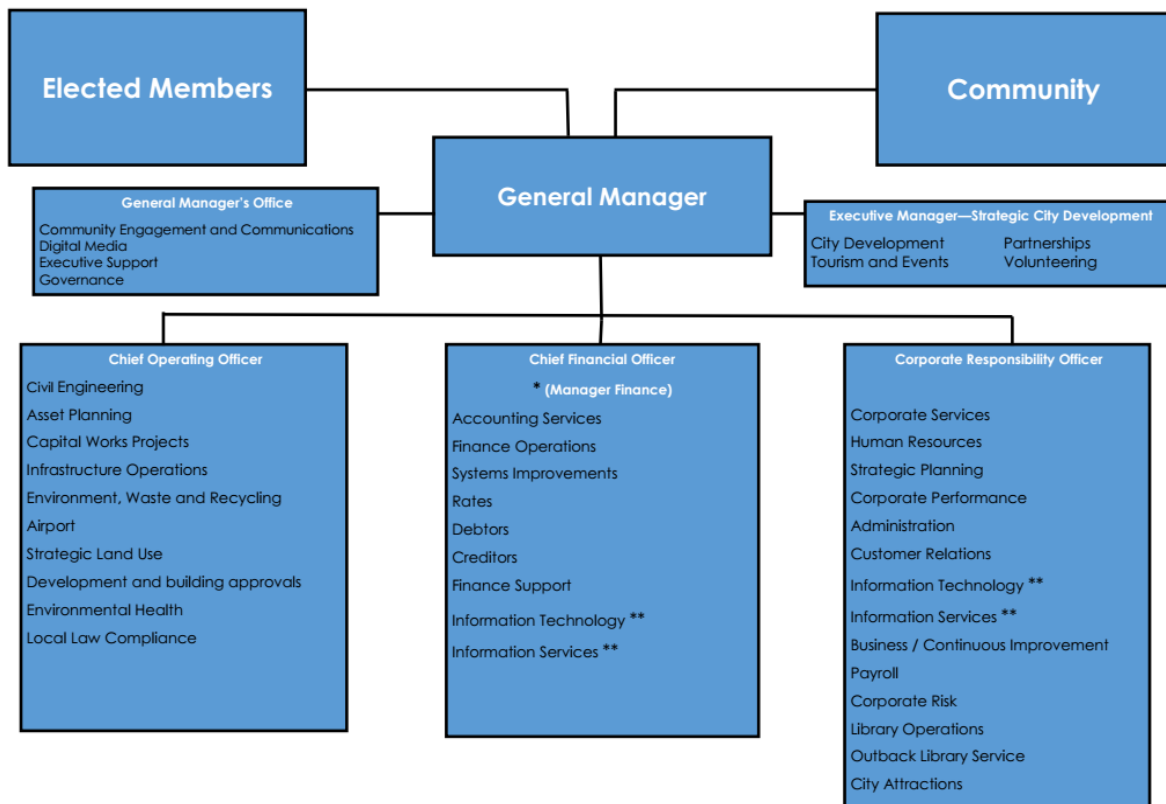 Elected Members
Community
General Manager
General Manager's Office
Community Engagement and Communications
Digital Media
Executive Support
Governance
Executive Manager—Strategic City Development
City Development
Tourism and Events
Partnerships
Volunteering
Chief Operating Officer
Civil Engineering
Asset Planning
Capital Works Projects
Infrastructure Operations
Environment, Waste and Recycling
Airport
Strategic Land Use
Development and building approvals
Environmental Health
Local Law Compliance
Chief Financial Officer
* (Manager Finance)
Accounting Services
Finance Operations
Systems Improvements
Rates
Debtors
Creditors
Finance Support
Information Technology **
Information Services **
Corporate Responsibility Officer
Corporate Services
Human Resources
Strategic Planning
Corporate Performance
Administration
Customer Relations
Information Technology **
Information Services **
Business / Continuous Improvement
Payroll
Corporate Risk
Library Operations
Outback Library Service
City Attractions